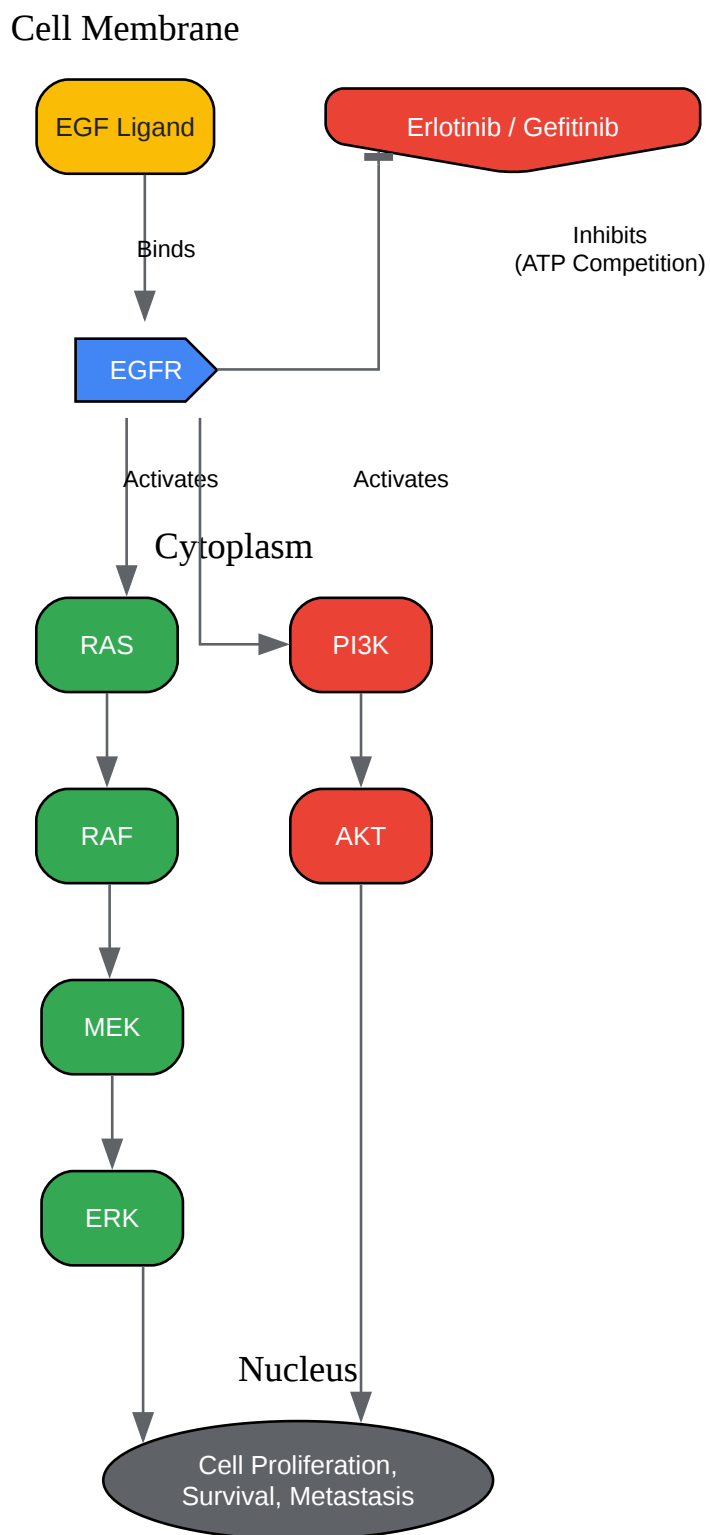 Cell Membrane
EGF Ligand
Erlotinib / Gefitinib
Binds
Inhibits
(ATP Competition)
EGFR
Activates
Activates
Cytoplasm
RAS
PI3K
RAF
AKT
MEK
ERK
Nucleus
Cell Proliferation,
Survival, Metastasis